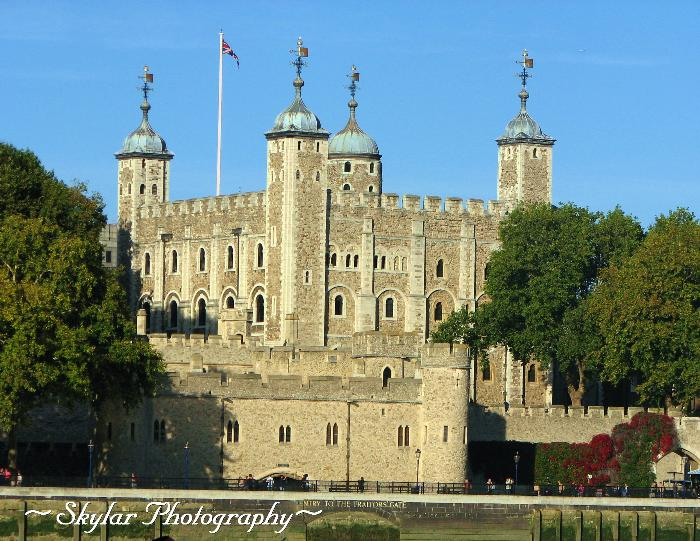 ENTRY TO THE TRAITORS GATE
~ Skylar Photography ~